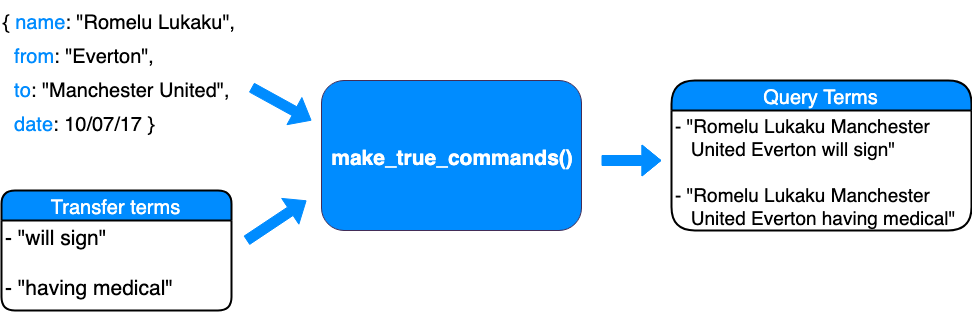 { name: "Romelu Lukaku",
from: "Everton",
to: "Manchester United",
date: 10/07/17 }
Transfer terms
- "will sign"
- "having medical"
make_true_commands()
Query Terms
- "Romelu Lukaku Manchester
United Everton will sign"
- "Romelu Lukaku Manchester
United Everton having medical"